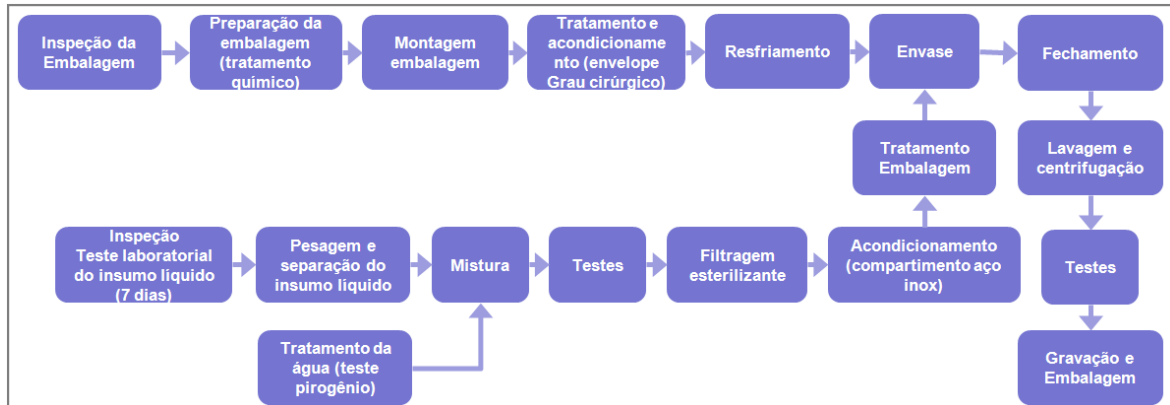 Inspeção da
Embalagem
Preparação da
embalagem
(tratamento
químico)
Montagem
embalagem
Tratamento e
acondicioname
nto (envelope
Grau cirúrgico)
Resfriamento
Envase
Fechamento
Tratamento
Embalagem
Lavagem e
centrifugação
Inspeção
Teste laboratorial
do insumo liquido
(7 dias)
Pesagem e
separação do
insumo líquido
Mistura
Testes
Filtragem
esterilizante
Acondicionamento
(compartimento aço
inox)
Testes
Tratamento da
água (teste
pirogênio)
Gravação e
Embalagem